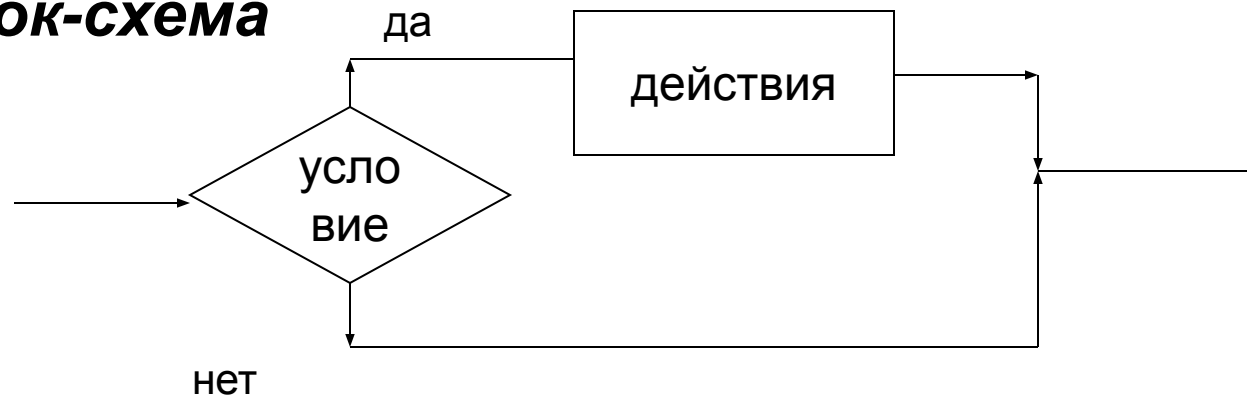 ок-схема
да
действия
усло
вие
нет